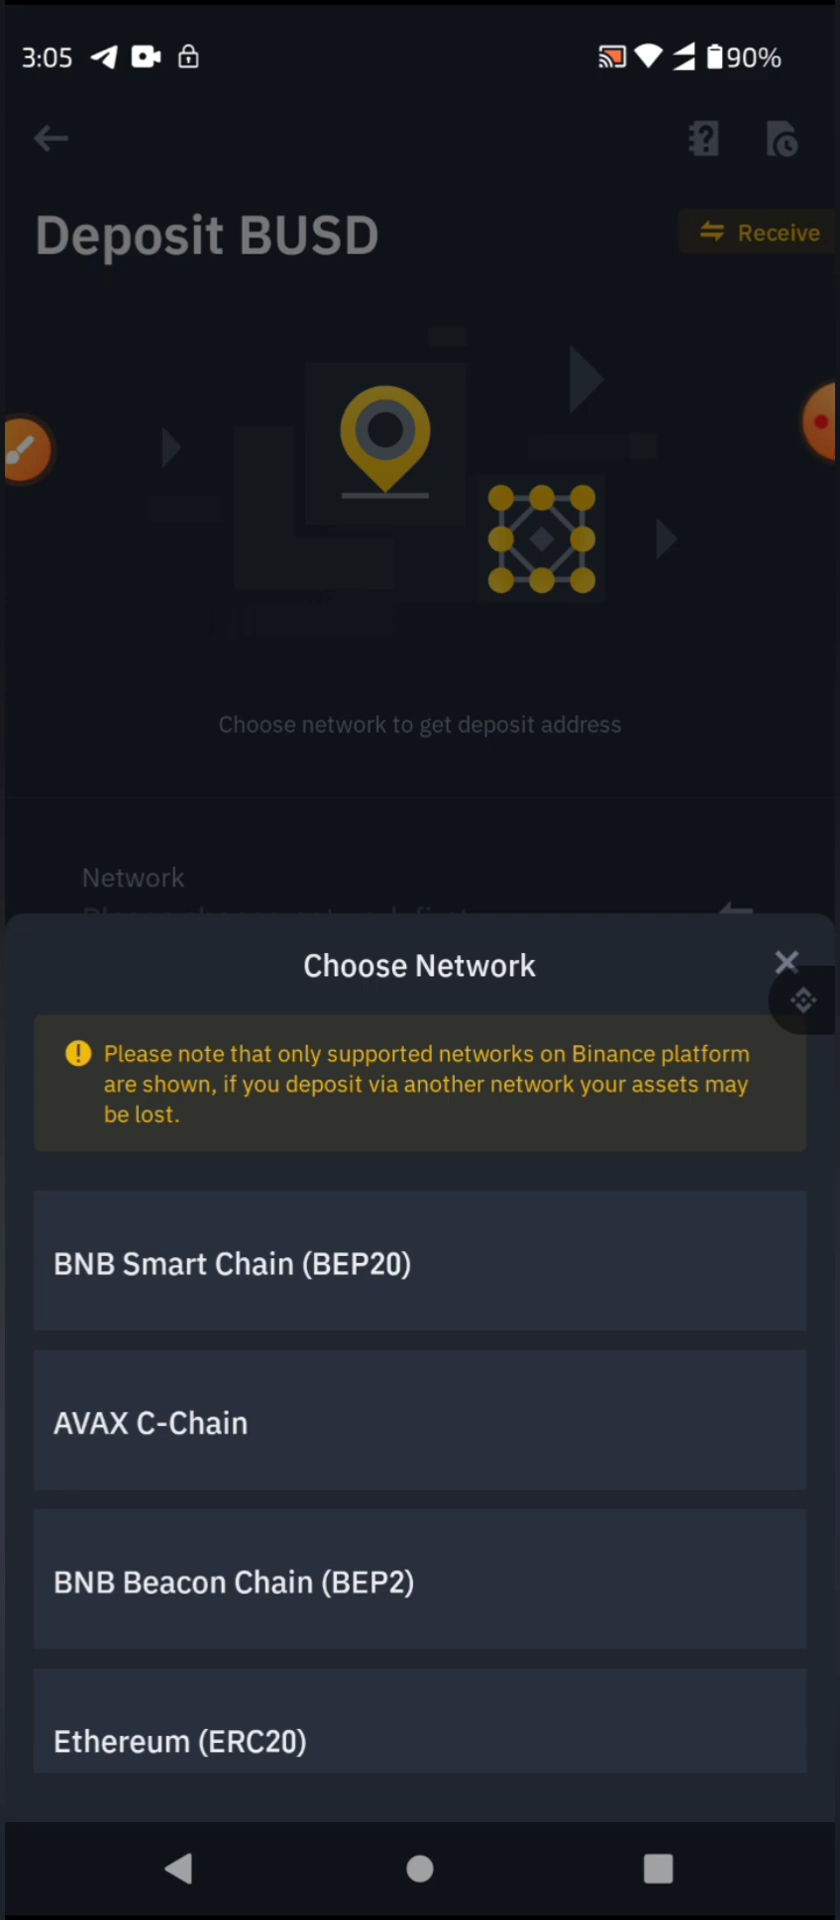 3:05
90%
Deposit BUSD
Receive
Choose network to get deposit address
Network
Choose Network
Please note that only supported networks on Binance platform
are shown, if you deposit via another network your assets may
be lost.
BNB Smart Chain (BEP20)
AVAX C-Chain
BNB Beacon Chain (BEP2)
Ethereum (ERC20)